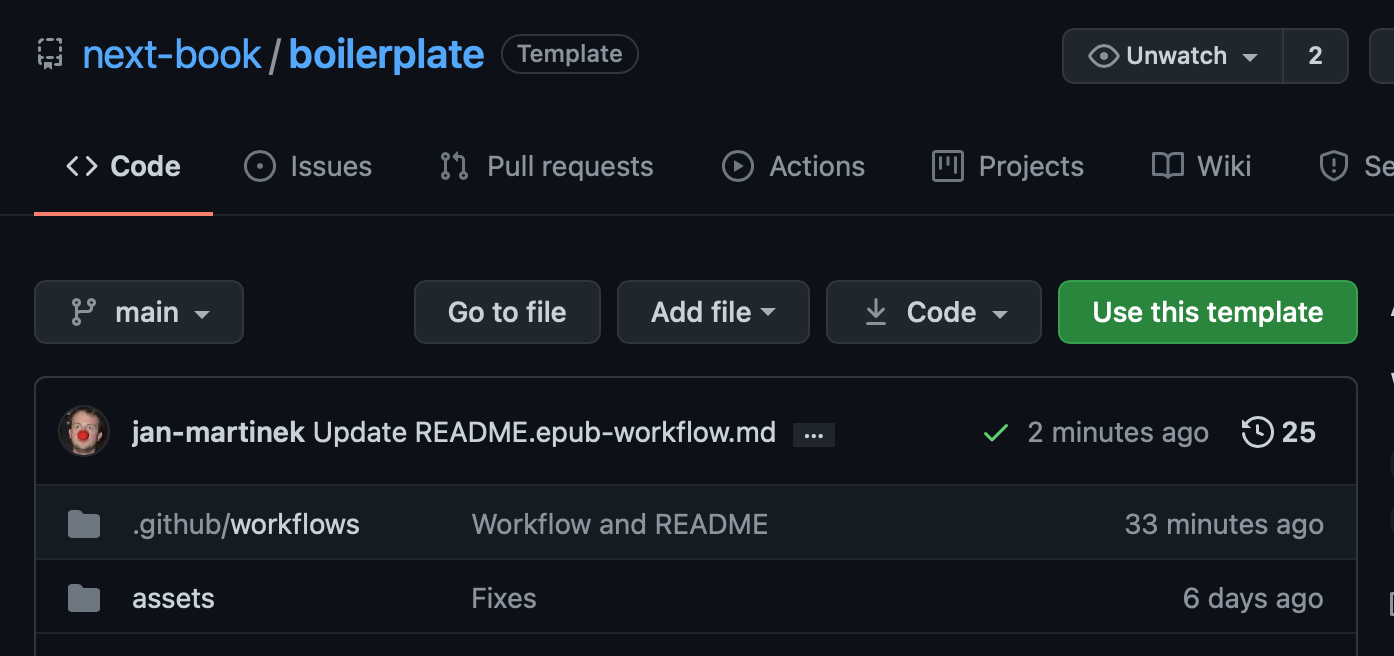 next-book/boilerplate Template Unwatch 2
Code Issues Pull requests Actions Projects Wiki Se
main Go to file Add file Code Use this template
jan-martinek Update README.epub-workflow.md ... 2 minutes ago 25
.github/workflows Workflow and README 33 minutes ago
assets Fixes 6 days ago